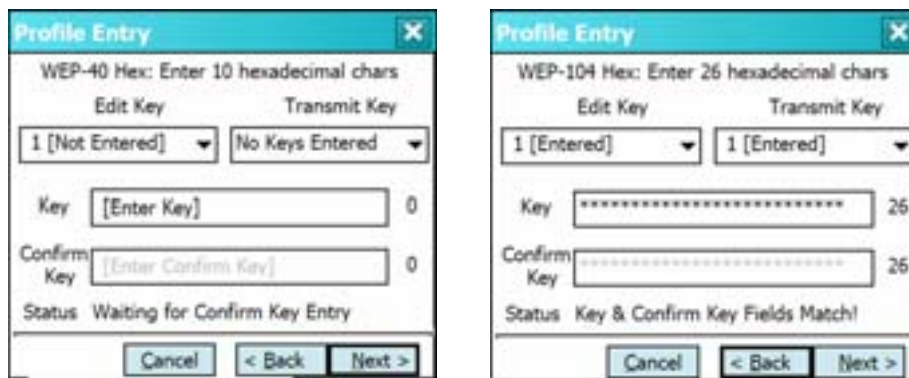 Profile Entry
WEP-40 Hex: Enter 10 hexadecimal chars
Edit Key Transmit Key
1 [Not Entered] No Keys Entered
Key [Enter Key] 0
Confirm Key [Enter Confirm Key] 0
Status Waiting for Confirm Key Entry
Cancel < Back Next >
Profile Entry
WEP-104 Hex: Enter 26 hexadecimal chars
Edit Key Transmit Key
1 [Entered] 1 [Entered]
Key ************************** 26
Confirm Key ************************** 26
Status Key & Confirm Key Fields Match!
Cancel < Back Next >